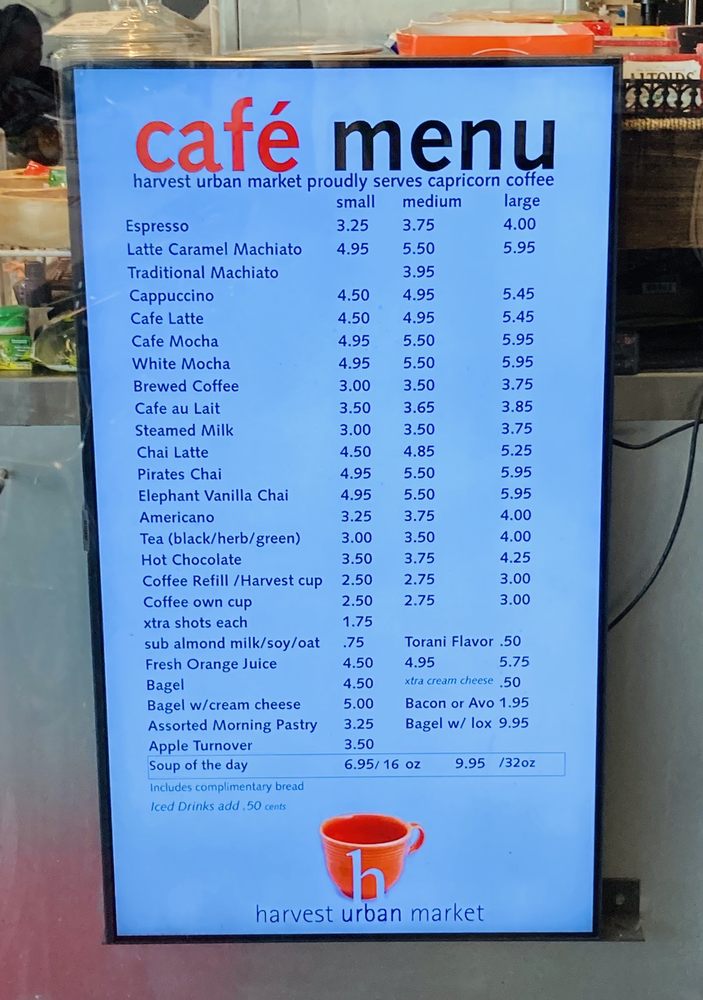 café menu
harvest urban market proudly serves capricorn coffee
small medium large
Espresso 3.25 3.75 4.00
Latte Caramel Machiato 4.95 5.50 5.95
Traditional Machiato 3.95
Cappuccino 4.50 4.95 5.45
Cafe Latte 4.50 4.95 5.45
Cafe Mocha 4.95 5.50 5.95
White Mocha 4.95 5.50 5.95
Brewed Coffee 3.00 3.50 3.75
Cafe au Lait 3.50 3.65 3.85
Steamed Milk 3.00 3.50 3.75
Chai Latte 4.50 4.85 5.25
Pirates Chai 4.95 5.50 5.95
Elephant Vanilla Chai 4.95 5.50 5.95
Americano 3.25 3.75 4.00
Tea (black/herb/green) 3.00 3.50 4.00
Hot Chocolate 3.50 3.75 4.25
Coffee Refill /Harvest cup 2.50 2.75 3.00
Coffee own cup 2.50 2.75 3.00
xtra shots each 1.75
sub almond milk/soy/oat .75 Torani Flavor .50
Fresh Orange Juice 4.50 4.95 5.75
Bagel 4.50 xtra cream cheese .50
Bagel w/cream cheese 5.00 Bacon or Avo 1.95
Assorted Morning Pastry 3.25 Bagel w/ lox 9.95
Apple Turnover 3.50
Soup of the day 6.95/ 16 oz 9.95 /32oz
Includes complimentary bread
Iced Drinks add .50 cents
h
harvest urban market